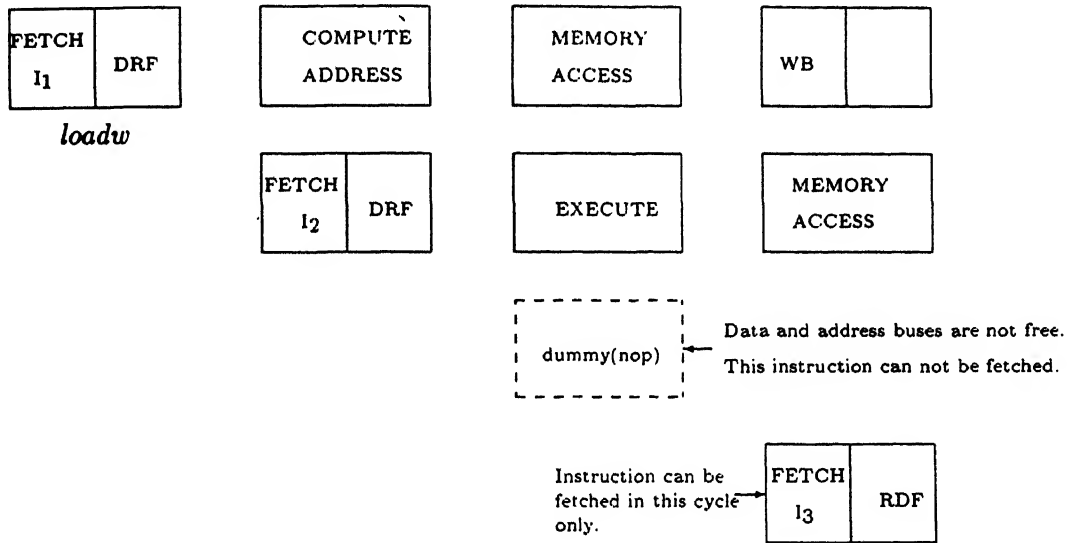 FETCH
I1
DRF
COMPUTE
ADDRESS
MEMORY
ACCESS
WB
loadw
FETCH
I2
DRF
EXECUTE
MEMORY
ACCESS
dummy(nop)
Data and address buses are not free.
This instruction can not be fetched.
Instruction can be
fetched in this cycle
only.
FETCH
I3
RDF